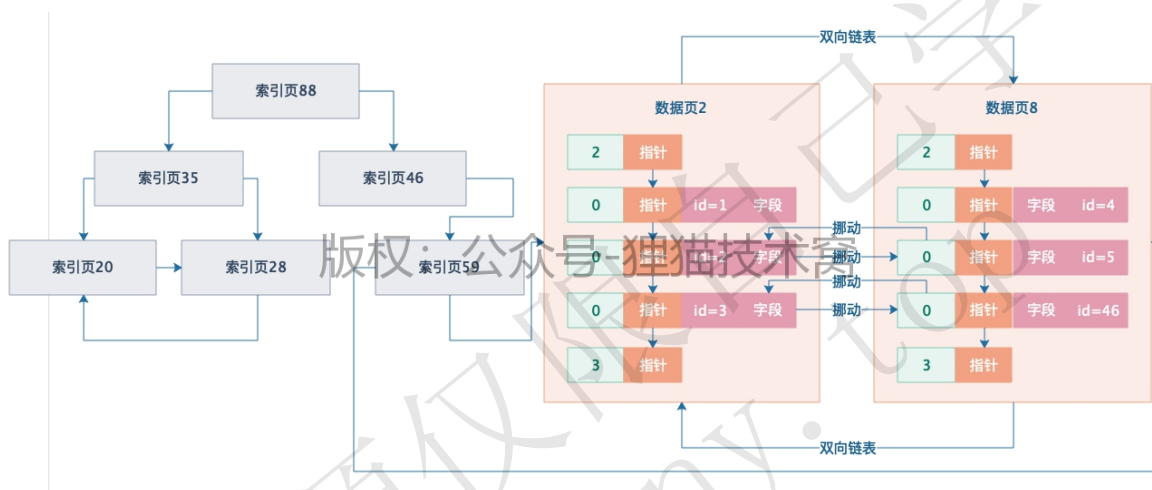 双向链表
索引页88
数据页2
数据页8
2 指针
2 指针
索引页35
索引页46
0 指针 id=1 字段
0 指针 字段 id=4
挪动
索引页20
索引页28
索引页59
0 指针 id=2 字段
挪动
0 指针 字段 id=5
版权：公众号-狸猫技术窝
挪动
0 指针 id=3 字段
挪动
0 指针 字段 id=46
3 指针
3 指针
双向链表
仅限自己学
top